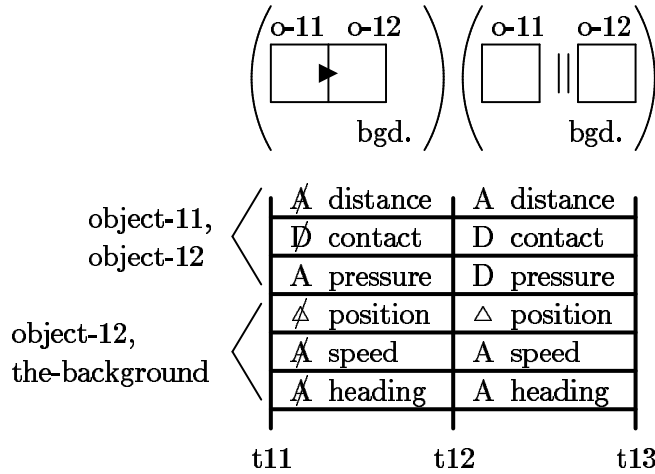 o-11 o-12 o-11 o-12
bgd. bgd.
A̸ distance A distance
object-11, D̸ contact D contact
object-12 A pressure D pressure
△̸ position △ position
object-12, A̸ speed A speed
the-background A̸ heading A heading
t11 t12 t13